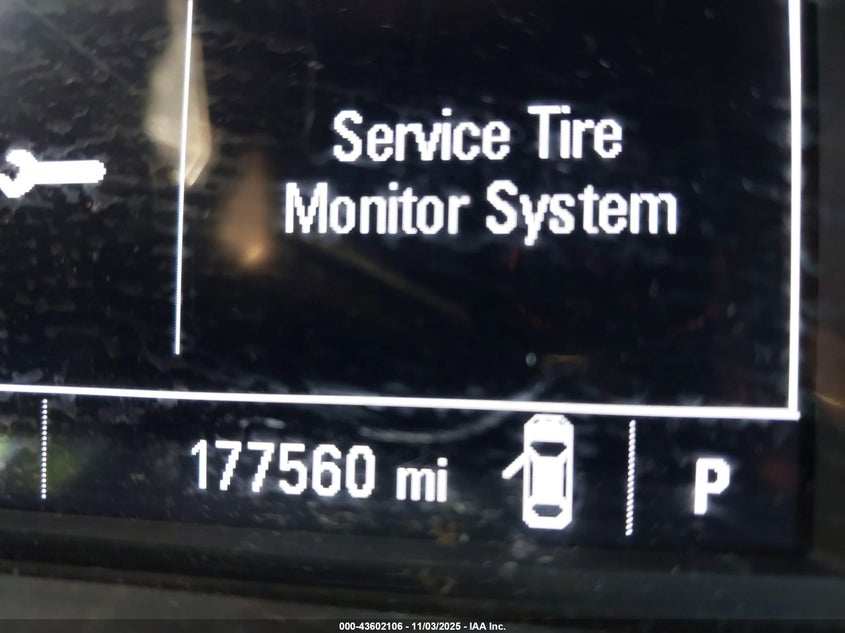 Service Tire
Monitor System
177560 mi
P
000-43602106 - 11/03/2025 - IAA Inc.